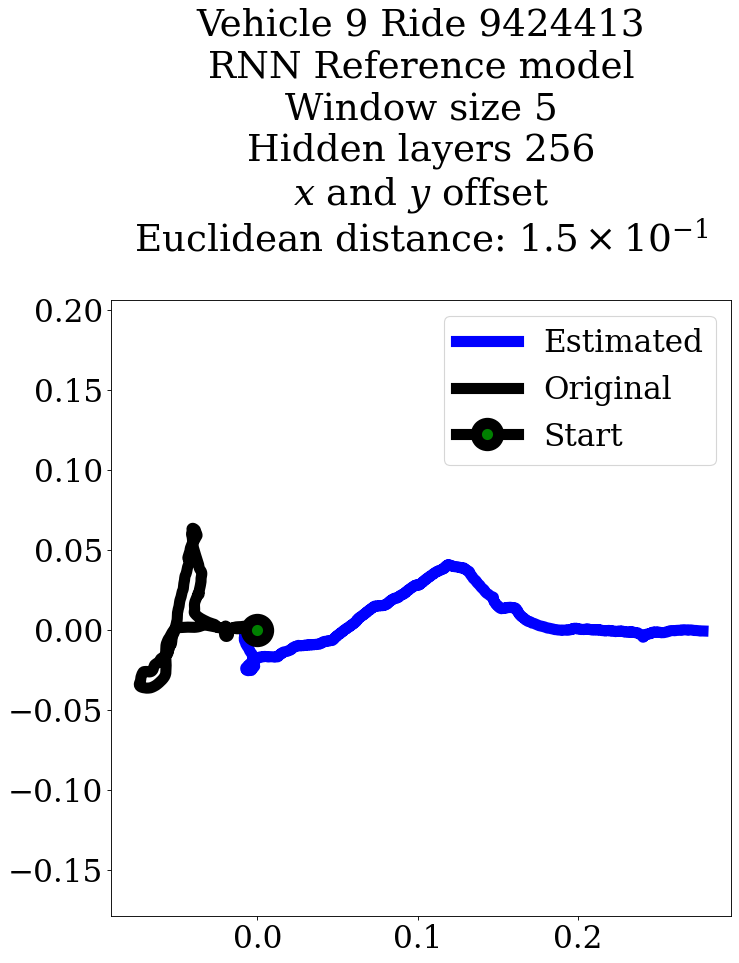 Vehicle 9 Ride 9424413
RNN Reference model
Window size 5
Hidden layers 256
x and y offset
Euclidean distance: 1.5 × 10⁻¹
Estimated
Original
Start
0.20
0.15
0.10
0.05
0.00
−0.05
−0.10
−0.15
0.0 0.1 0.2